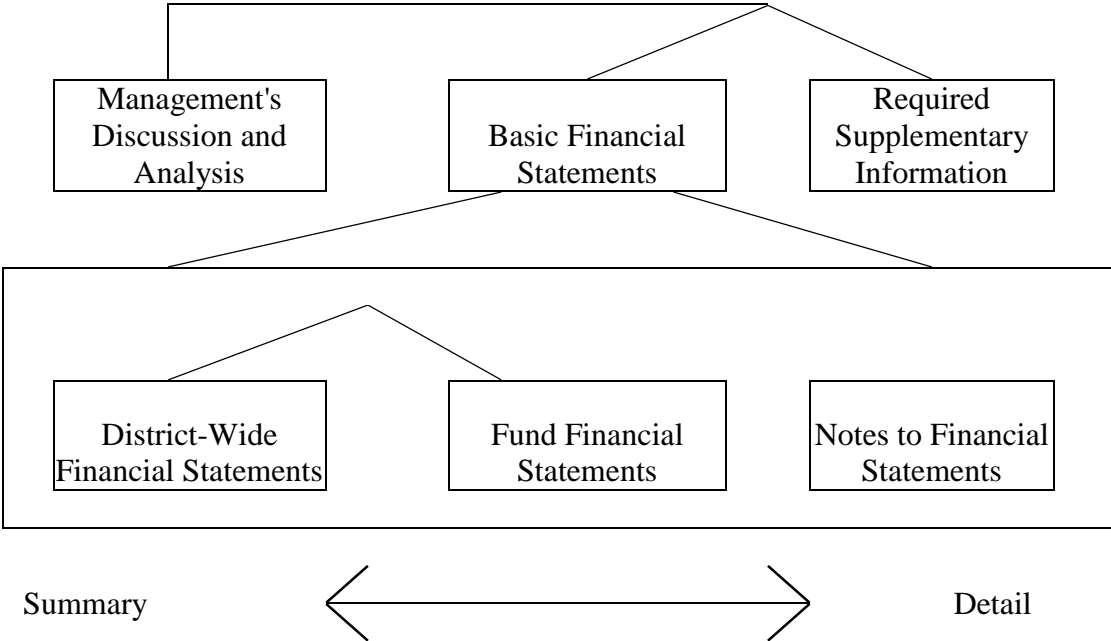 Management's
Discussion and
Analysis
Basic Financial
Statements
Required
Supplementary
Information
District-Wide
Financial Statements
Fund Financial
Statements
Notes to Financial
Statements
Summary
Detail